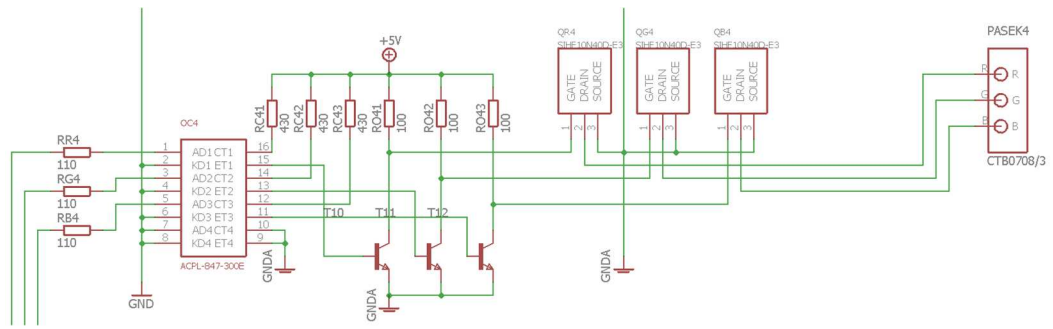 +5V
QR4
SIHF10N40D-E3
QG4
SIHF10N40D-E3
QB4
SIHF10N40D-E3
PASEK4
GATE
DRAIN
SOURCE
1
2
3
GATE
DRAIN
SOURCE
1
2
3
GATE
DRAIN
SOURCE
1
2
3
R
R
G
G
B
B
CTB0708/3
RC41
430
RC42
430
RC43
430
RO41
100
RO42
100
RO43
100
OC4
RR4
110
RG4
110
RB4
110
1 AD1 CT1 16
2 KD1 ET1 15
3 AD2 CT2 14
4 KD2 ET2 13
5 AD3 CT3 12
6 KD3 ET3 11
7 AD4 CT4 10
8 KD4 ET4 9
ACPL-847-300E
T10
T11
T12
GND
GNDA
GNDA
GNDA